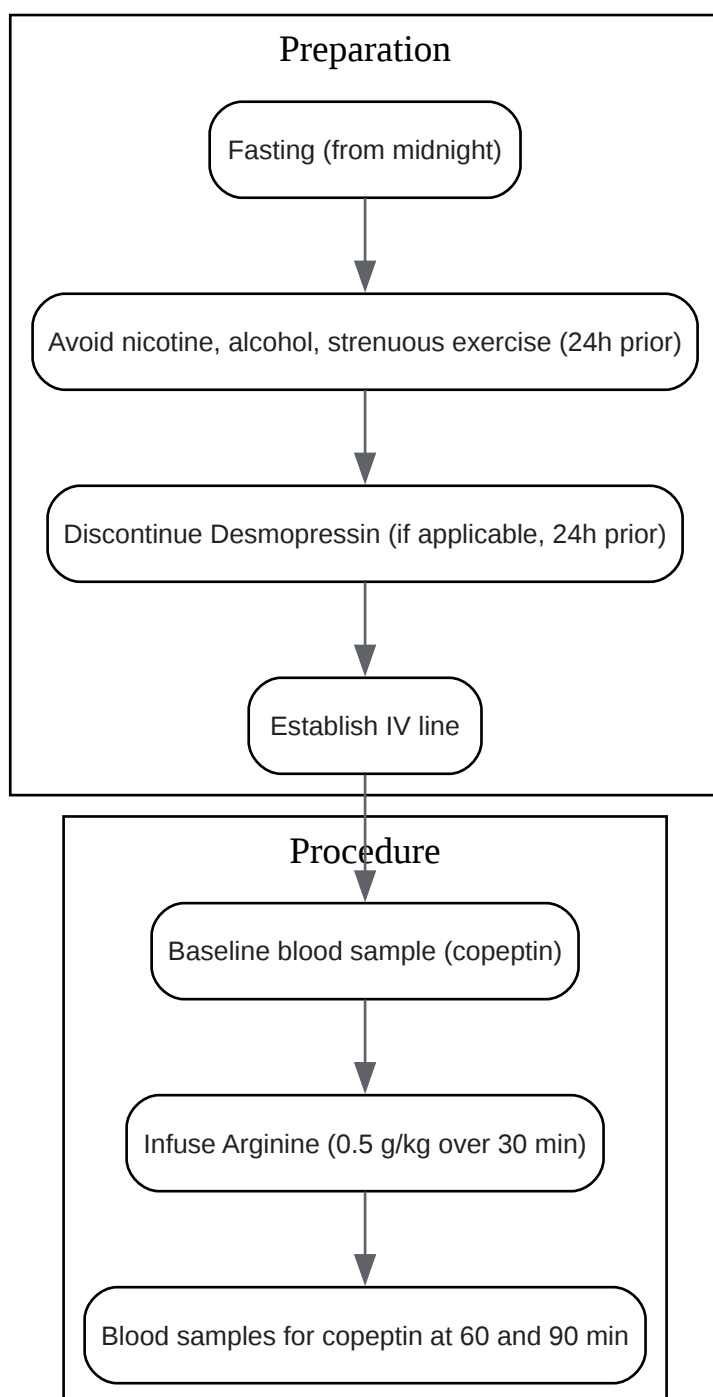 Preparation
Fasting (from midnight)
Avoid nicotine, alcohol, strenuous exercise (24h prior)
Discontinue Desmopressin (if applicable, 24h prior)
Establish IV line
Procedure
Baseline blood sample (copeptin)
Infuse Arginine (0.5 g/kg over 30 min)
Blood samples for copeptin at 60 and 90 min